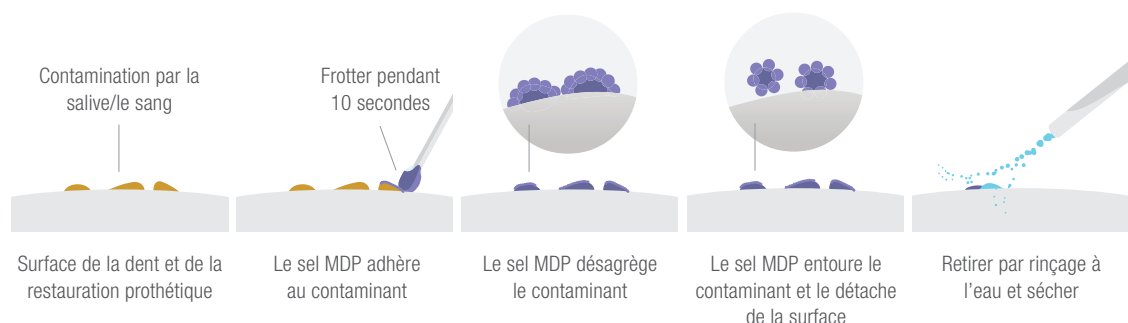 Contamination par la
salive/le sang
Frotter pendant
10 secondes
Surface de la dent et de la
restauration prothétique
Le sel MDP adhère
au contaminant
Le sel MDP désagrège
le contaminant
Le sel MDP entoure le
contaminant et le détache
de la surface
Retirer par rinçage à
l’eau et sécher